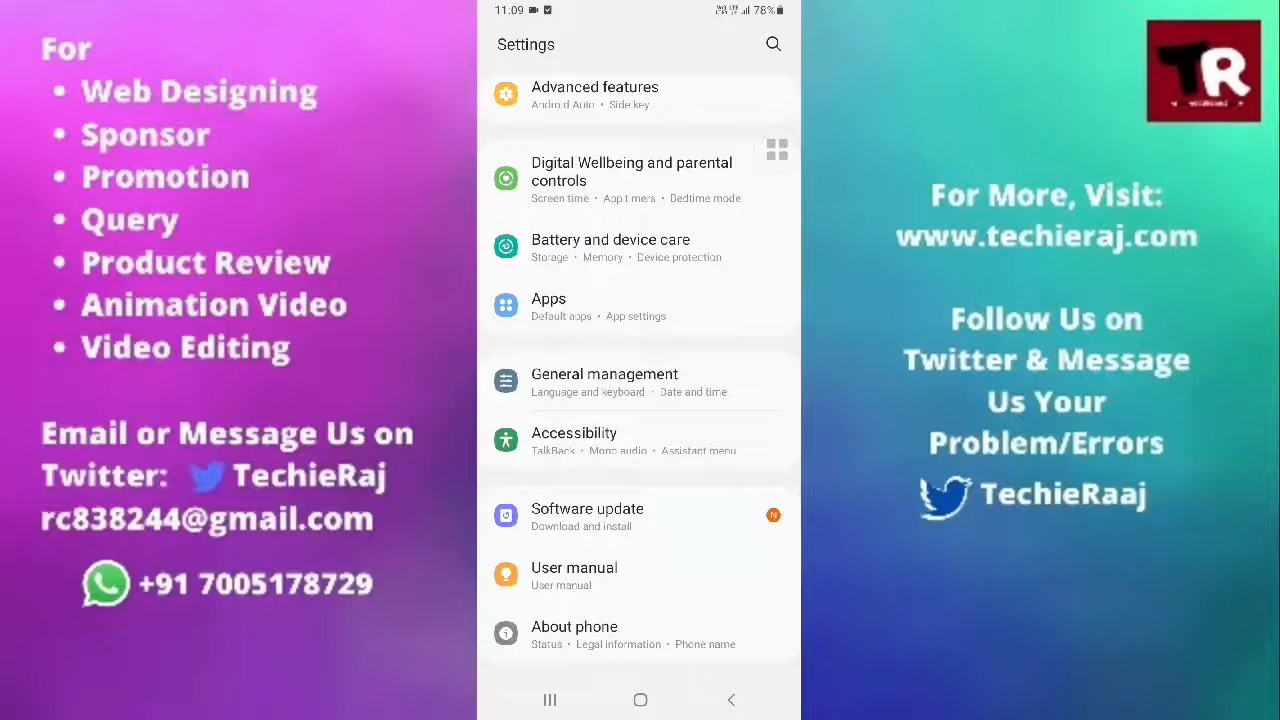 For
• Web Designing
• Sponsor
• Promotion
• Query
• Product Review
• Animation Video
• Video Editing
Email or Message Us on
Twitter: TechieRaj
rc838244@gmail.com
+91 7005178729
11:09 78%
Settings
Advanced features
Android Auto • Side key
Digital Wellbeing and parental
controls
Screen time • App timers • Bedtime mode
Battery and device care
Storage • Memory • Device protection
Apps
Default apps • App settings
General management
Language and keyboard • Date and time
Accessibility
TalkBack • Mono audio • Assistant menu
Software update
Download and install
N
User manual
User manual
About phone
Status • Legal information • Phone name
TR
For More, Visit:
www.techieraj.com
Follow Us on
Twitter & Message
Us Your
Problem/Errors
TechieRaaj